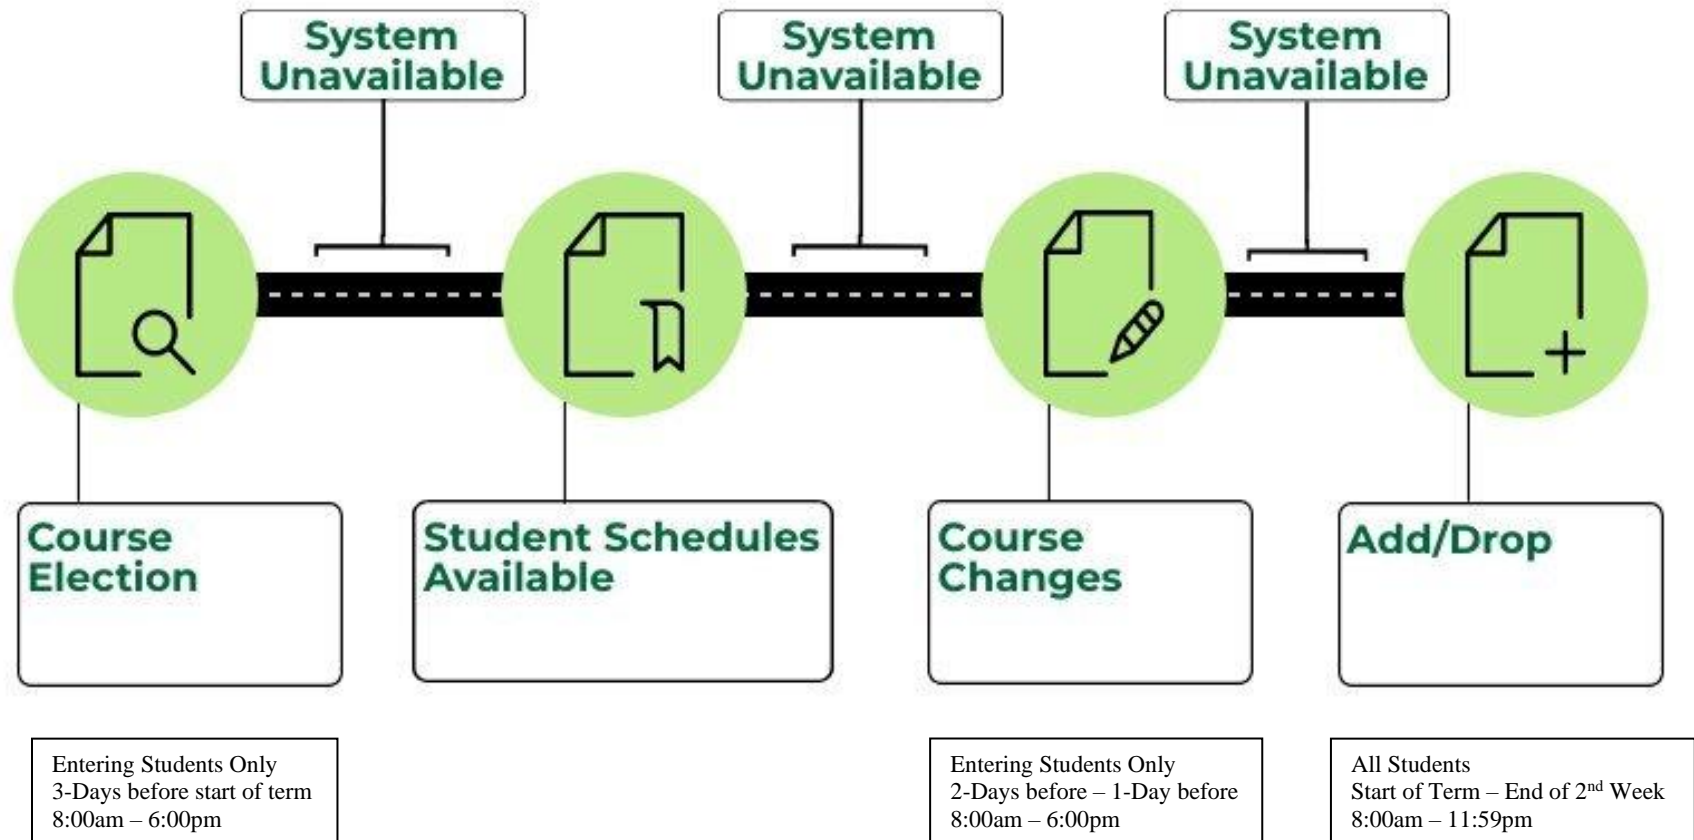 System
Unavailable
System
Unavailable
System
Unavailable
Course
Election
Student Schedules
Available
Course
Changes
Add/Drop
Entering Students Only
3-Days before start of term
8:00am – 6:00pm
Entering Students Only
2-Days before – 1-Day before
8:00am – 6:00pm
All Students
Start of Term – End of 2nd Week
8:00am – 11:59pm